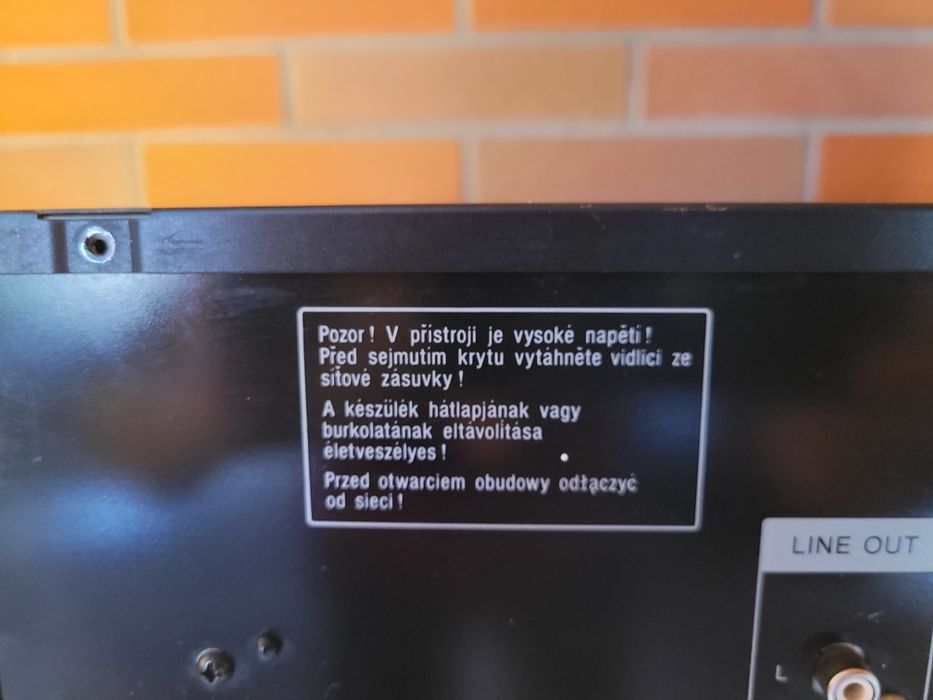 Pozor! V přístroji je vysoké napětí!
Před sejmutím krytu vytáhněte vidlici ze
síťové zásuvky!
A készülék hátlapjának vagy
burkolatának eltávolítása
életveszélyes!
Przed otwarciem obudowy odłączyć
od sieci!
LINE OUT
L